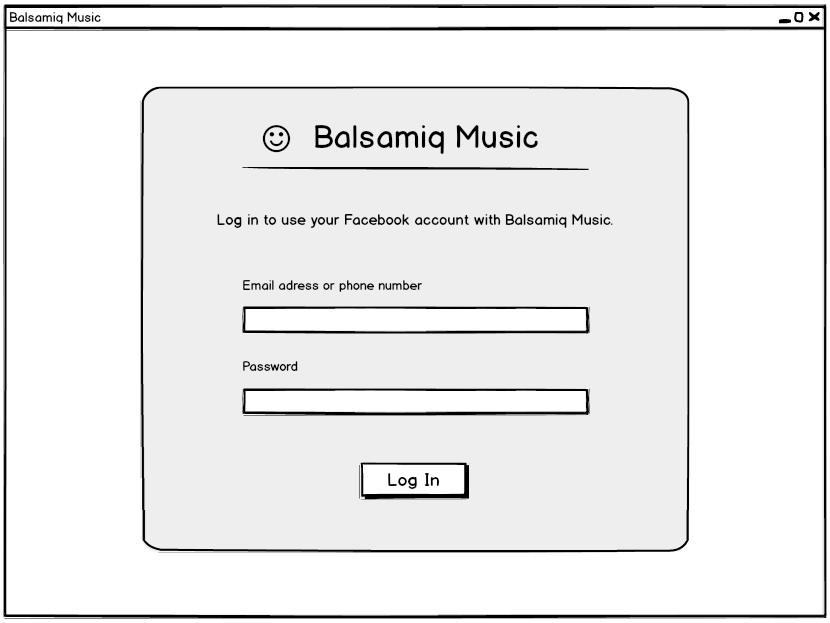 Balsamiq Music
Balsamiq Music
Log in to use your Facebook account with Balsamiq Music.
Email adress or phone number
Password
Log In